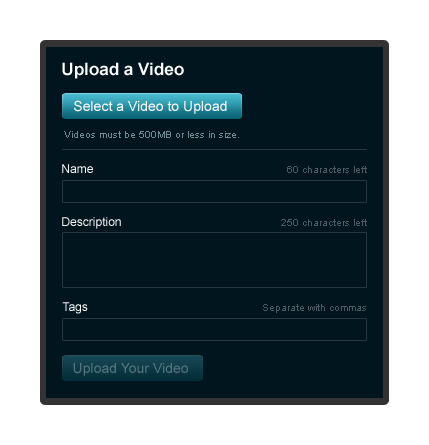 Upload a Video
Select a Video to Upload
Videos must be 500MB or less in size.
Name
60 characters left
Description
250 characters left
Tags
Separate with commas
Upload Your Video